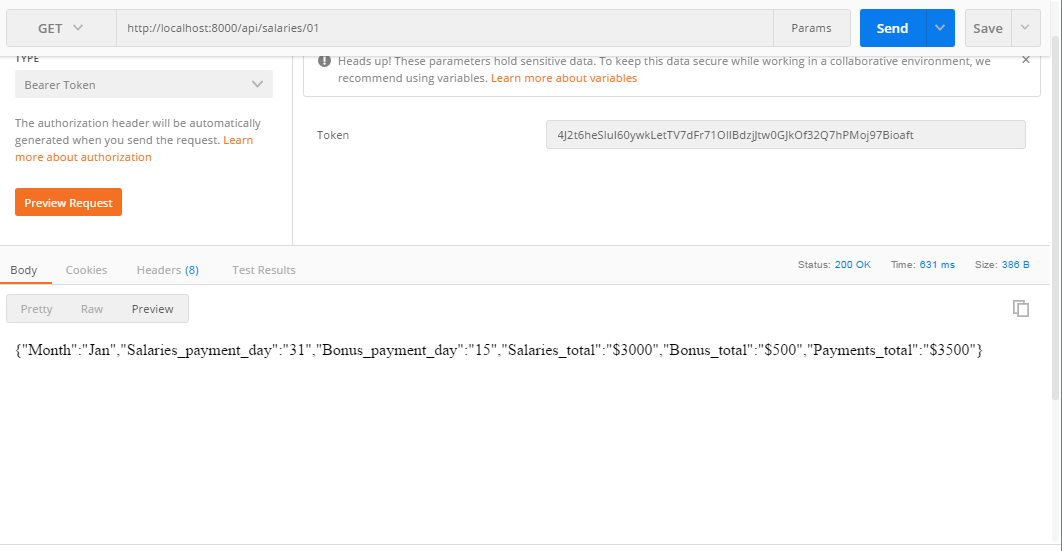 GET
http://localhost:8000/api/salaries/01
Params
Send
Save
TYPE
Bearer Token
The authorization header will be automatically
generated when you send the request. Learn
more about authorization
Preview Request
Heads up! These parameters hold sensitive data. To keep this data secure while working in a collaborative environment, we
recommend using variables. Learn more about variables
Token
Body
Cookies
Headers (8)
Test Results
Status: 200 OK
Time: 631 ms
Size: 386 B
Pretty
Raw
Preview
{"Month":"Jan","Salaries_payment_day":"31","Bonus_payment_day":"15","Salaries_total":"$3000","Bonus_total":"$500","Payments_total":"$3500"}